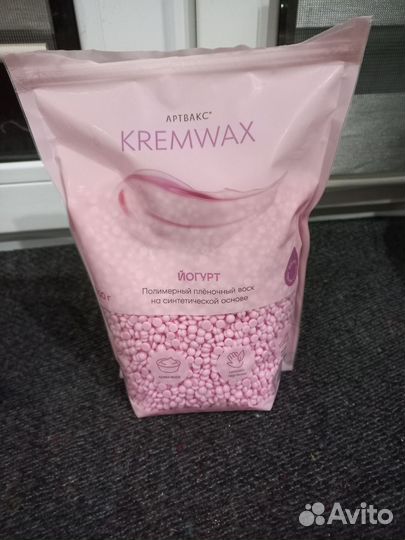 АРТВАКС®
KREMWAX
ЙОГУРТ
Полимерный плёночный воск
на синтетической основе
г
Avito